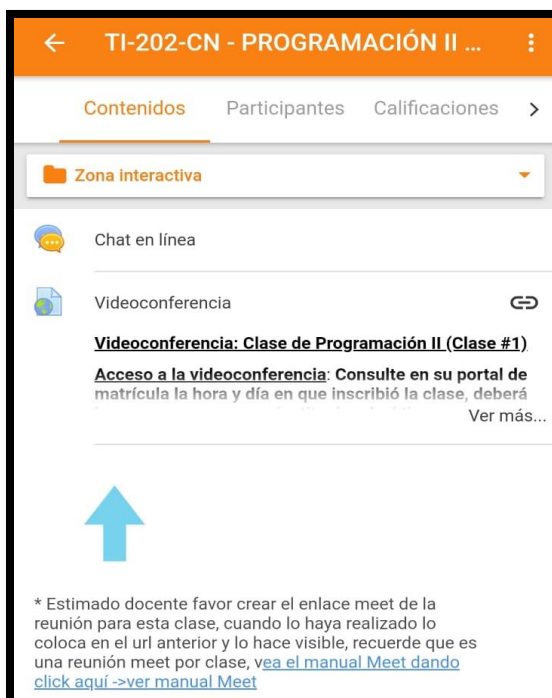 TI-202-CN - PROGRAMACIÓN II ...
Contenidos Participantes Calificaciones
Zona interactiva
Chat en línea
Videoconferencia
Videoconferencia: Clase de Programación II (Clase #1)
Acceso a la videoconferencia: Consulte en su portal de
matrícula la hora y día en que inscribió la clase, deberá
Ver más...
* Estimado docente favor crear el enlace meet de la
reunión para esta clase, cuando lo haya realizado lo
coloca en el url anterior y lo hace visible, recuerde que es
una reunión meet por clase, vea el manual Meet dando
click aquí ->ver manual Meet